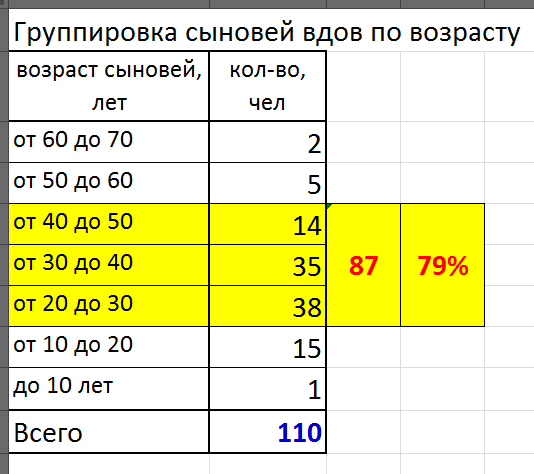 Группировка сыновей вдов по возрасту
возраст сыновей, кол-во,
лет чел
от 60 до 70 2
от 50 до 60 5
от 40 до 50 14
от 30 до 40 35 87 79%
от 20 до 30 38
от 10 до 20 15
до 10 лет 1
Всего 110